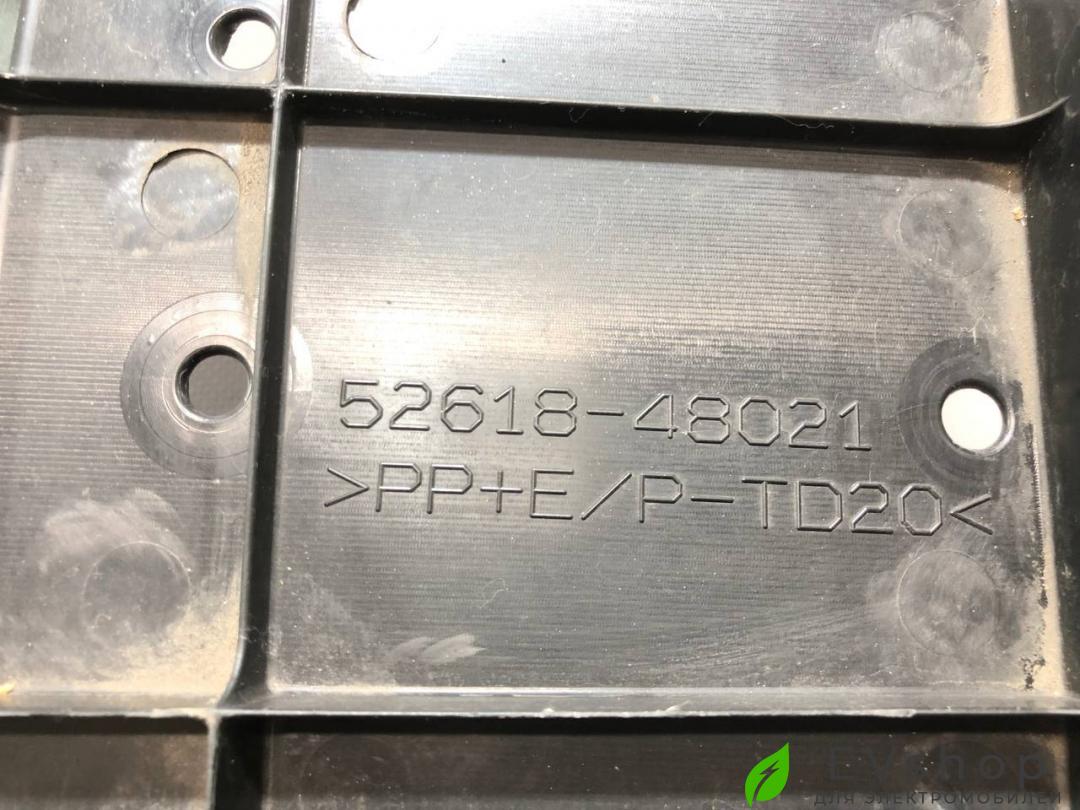 52618-48021
>PP+E/P-TD20<
EVshop
ДЛЯ ЭЛЕКТРОМОБИЛЕЙ